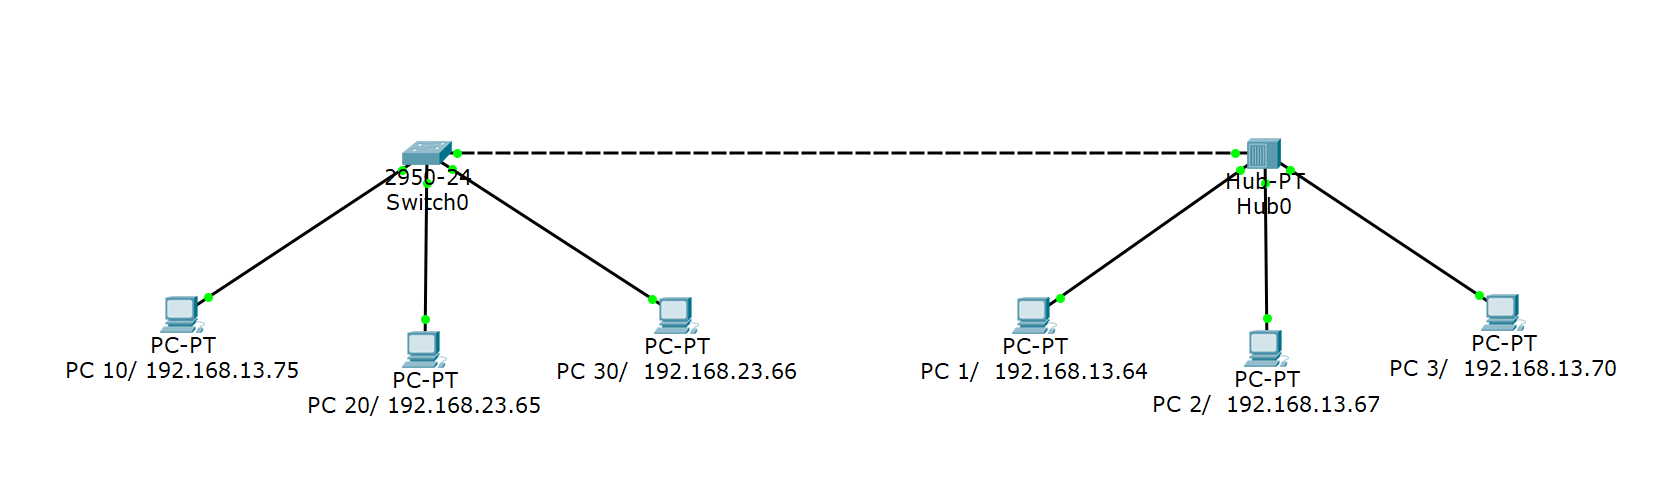 2950-24
Switch0
Hub-PT
Hub0
PC-PT
PC 10/ 192.168.13.75
PC-PT
PC 20/ 192.168.23.65
PC-PT
PC 30/ 192.168.23.66
PC-PT
PC 1/ 192.168.13.64
PC-PT
PC 2/ 192.168.13.67
PC-PT
PC 3/ 192.168.13.70